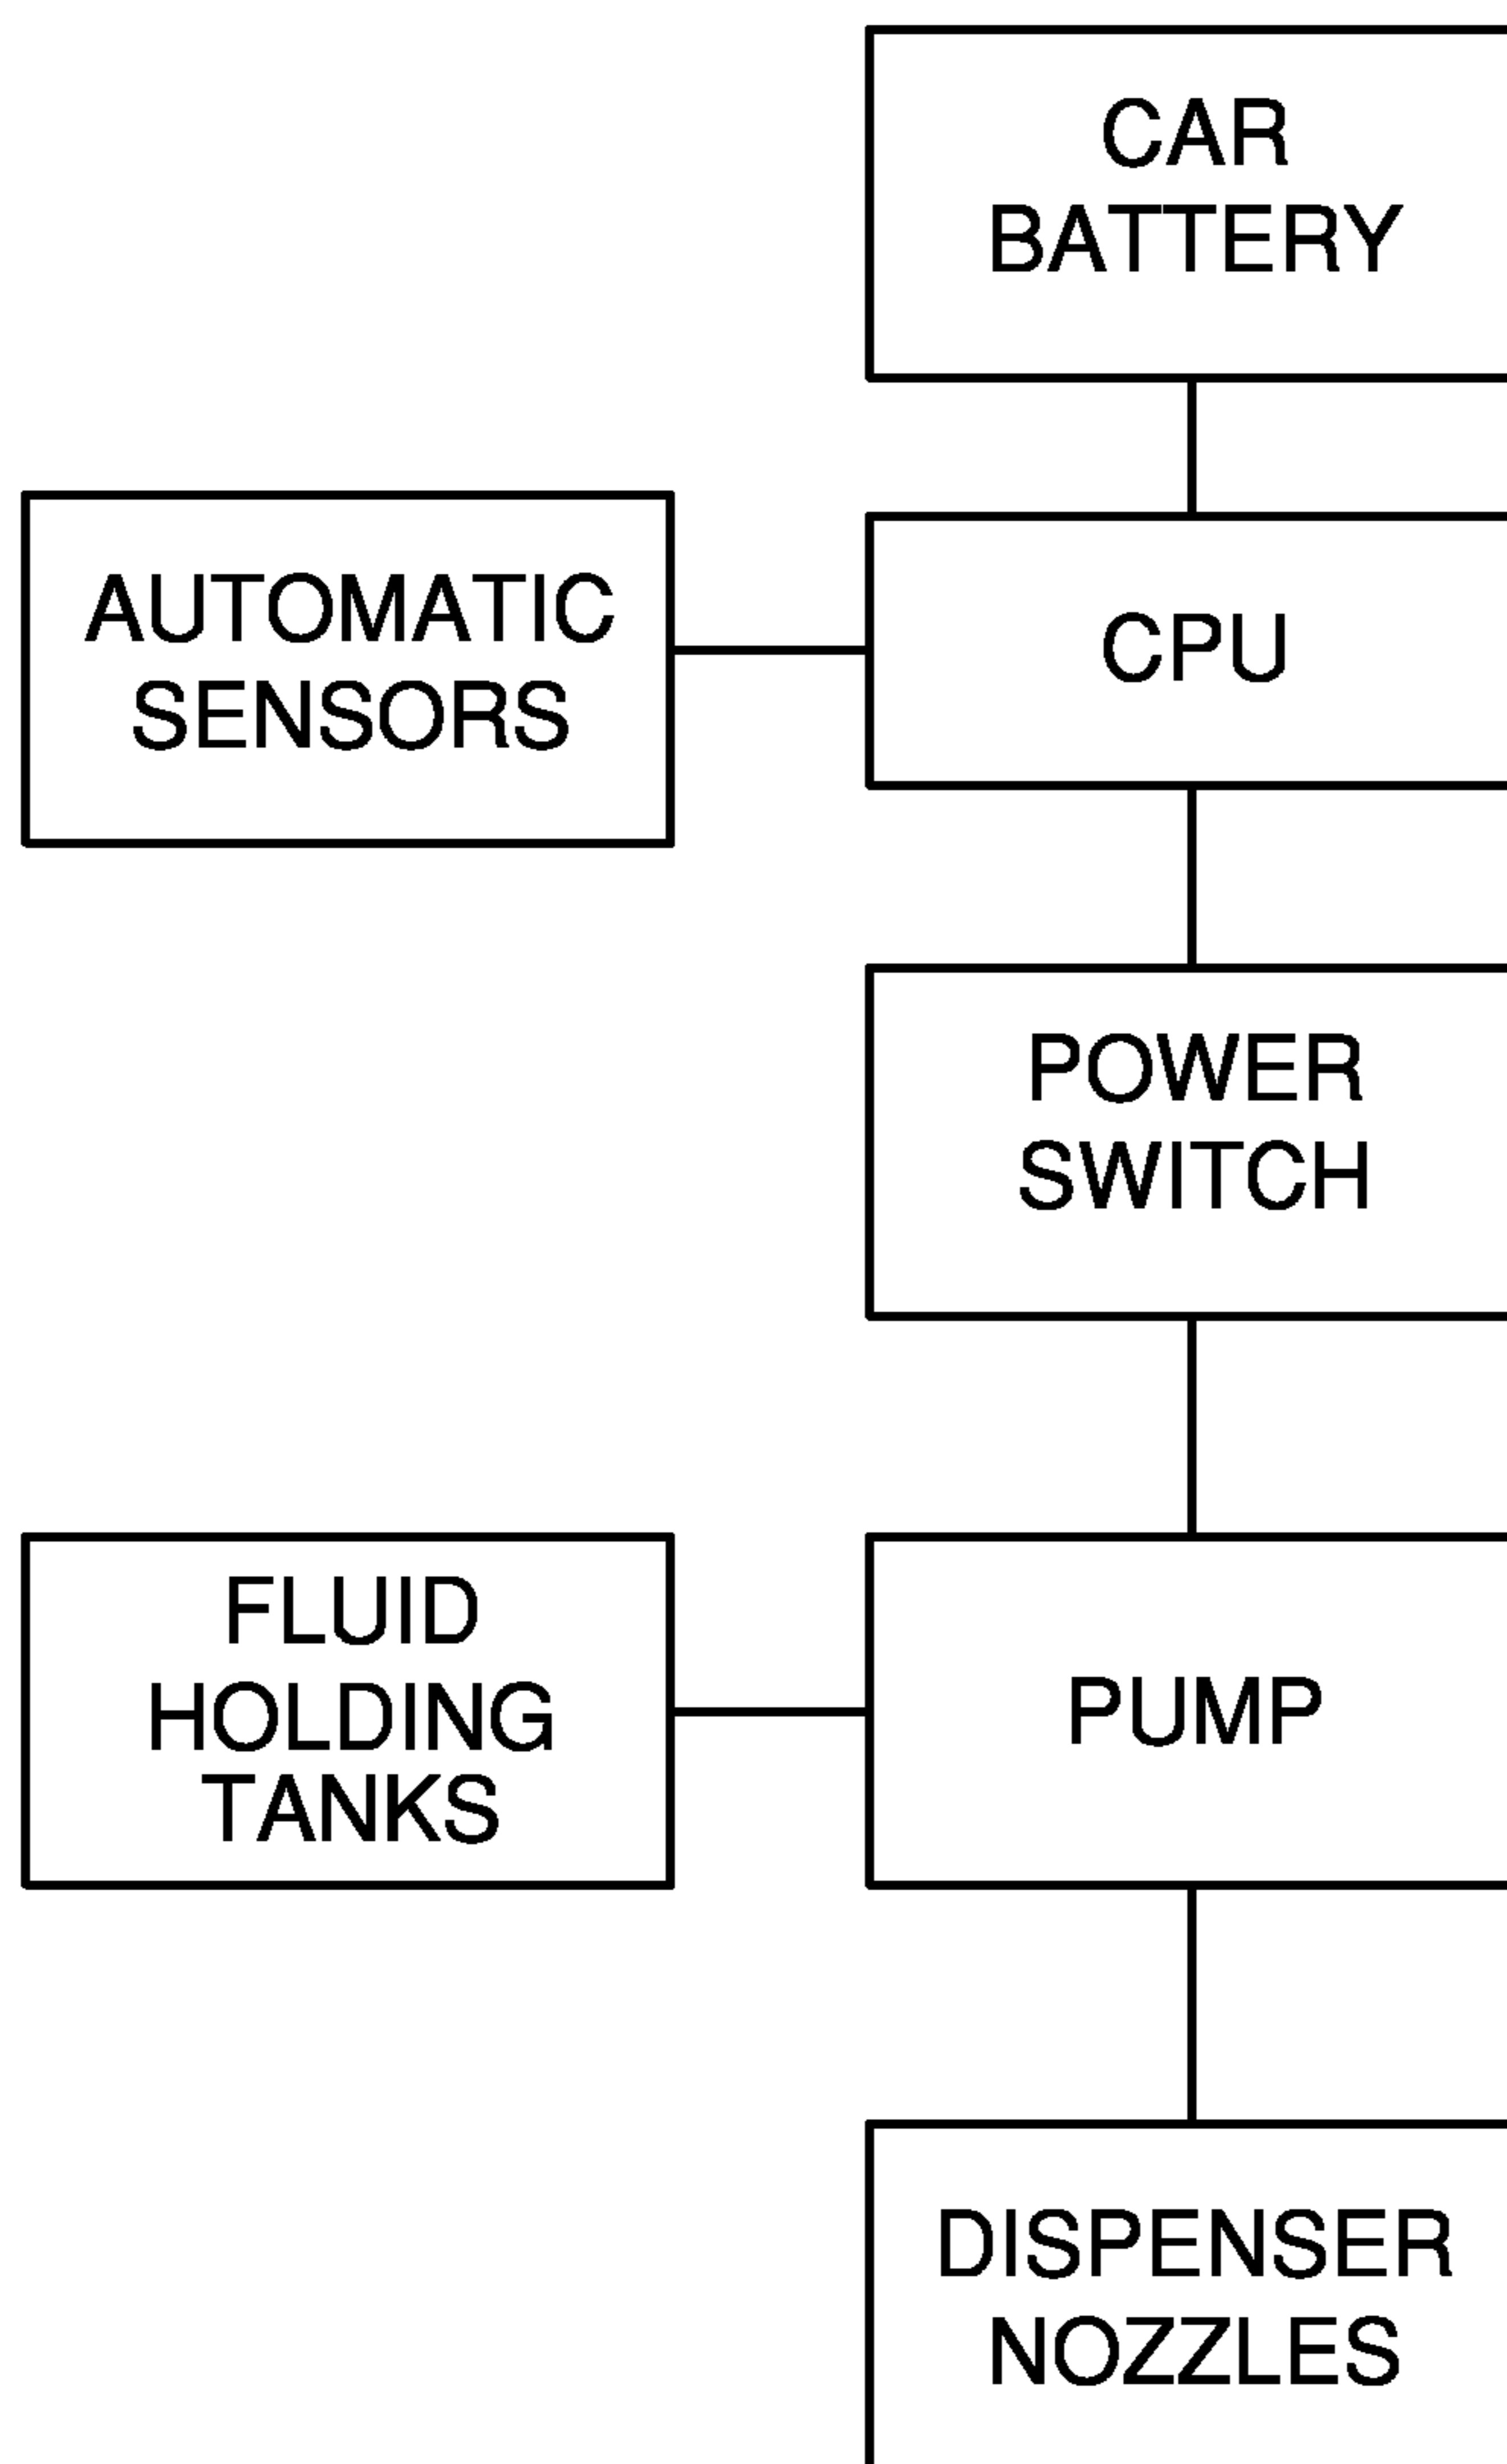 CAR
BATTERY
AUTOMATIC
SENSORS
CPU
POWER
SWITCH
FLUID
HOLDING
TANKS
PUMP
DISPENSER
NOZZLES